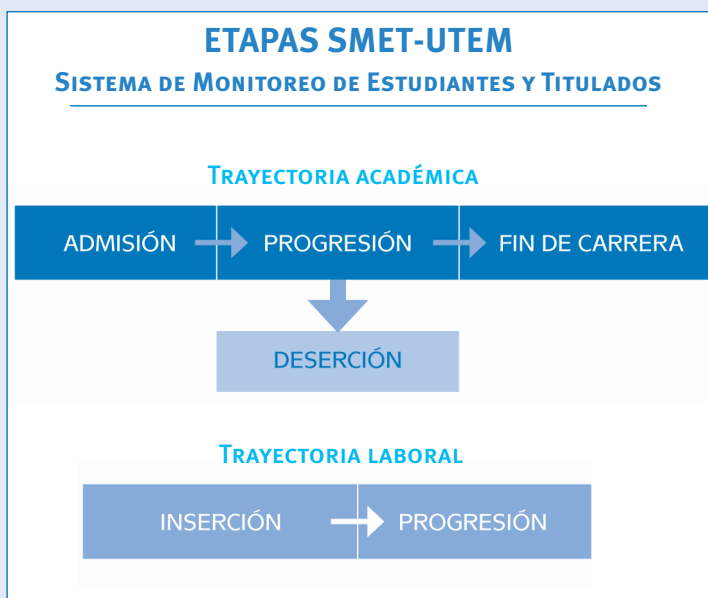 ETAPAS SMET-UTEM
Sistema de Monitoreo de Estudiantes y Titulados
Trayectoria académica
ADMISIÓN
PROGRESIÓN
FIN DE CARRERA
DESERCIÓN
Trayectoria laboral
INSERCIÓN
PROGRESIÓN